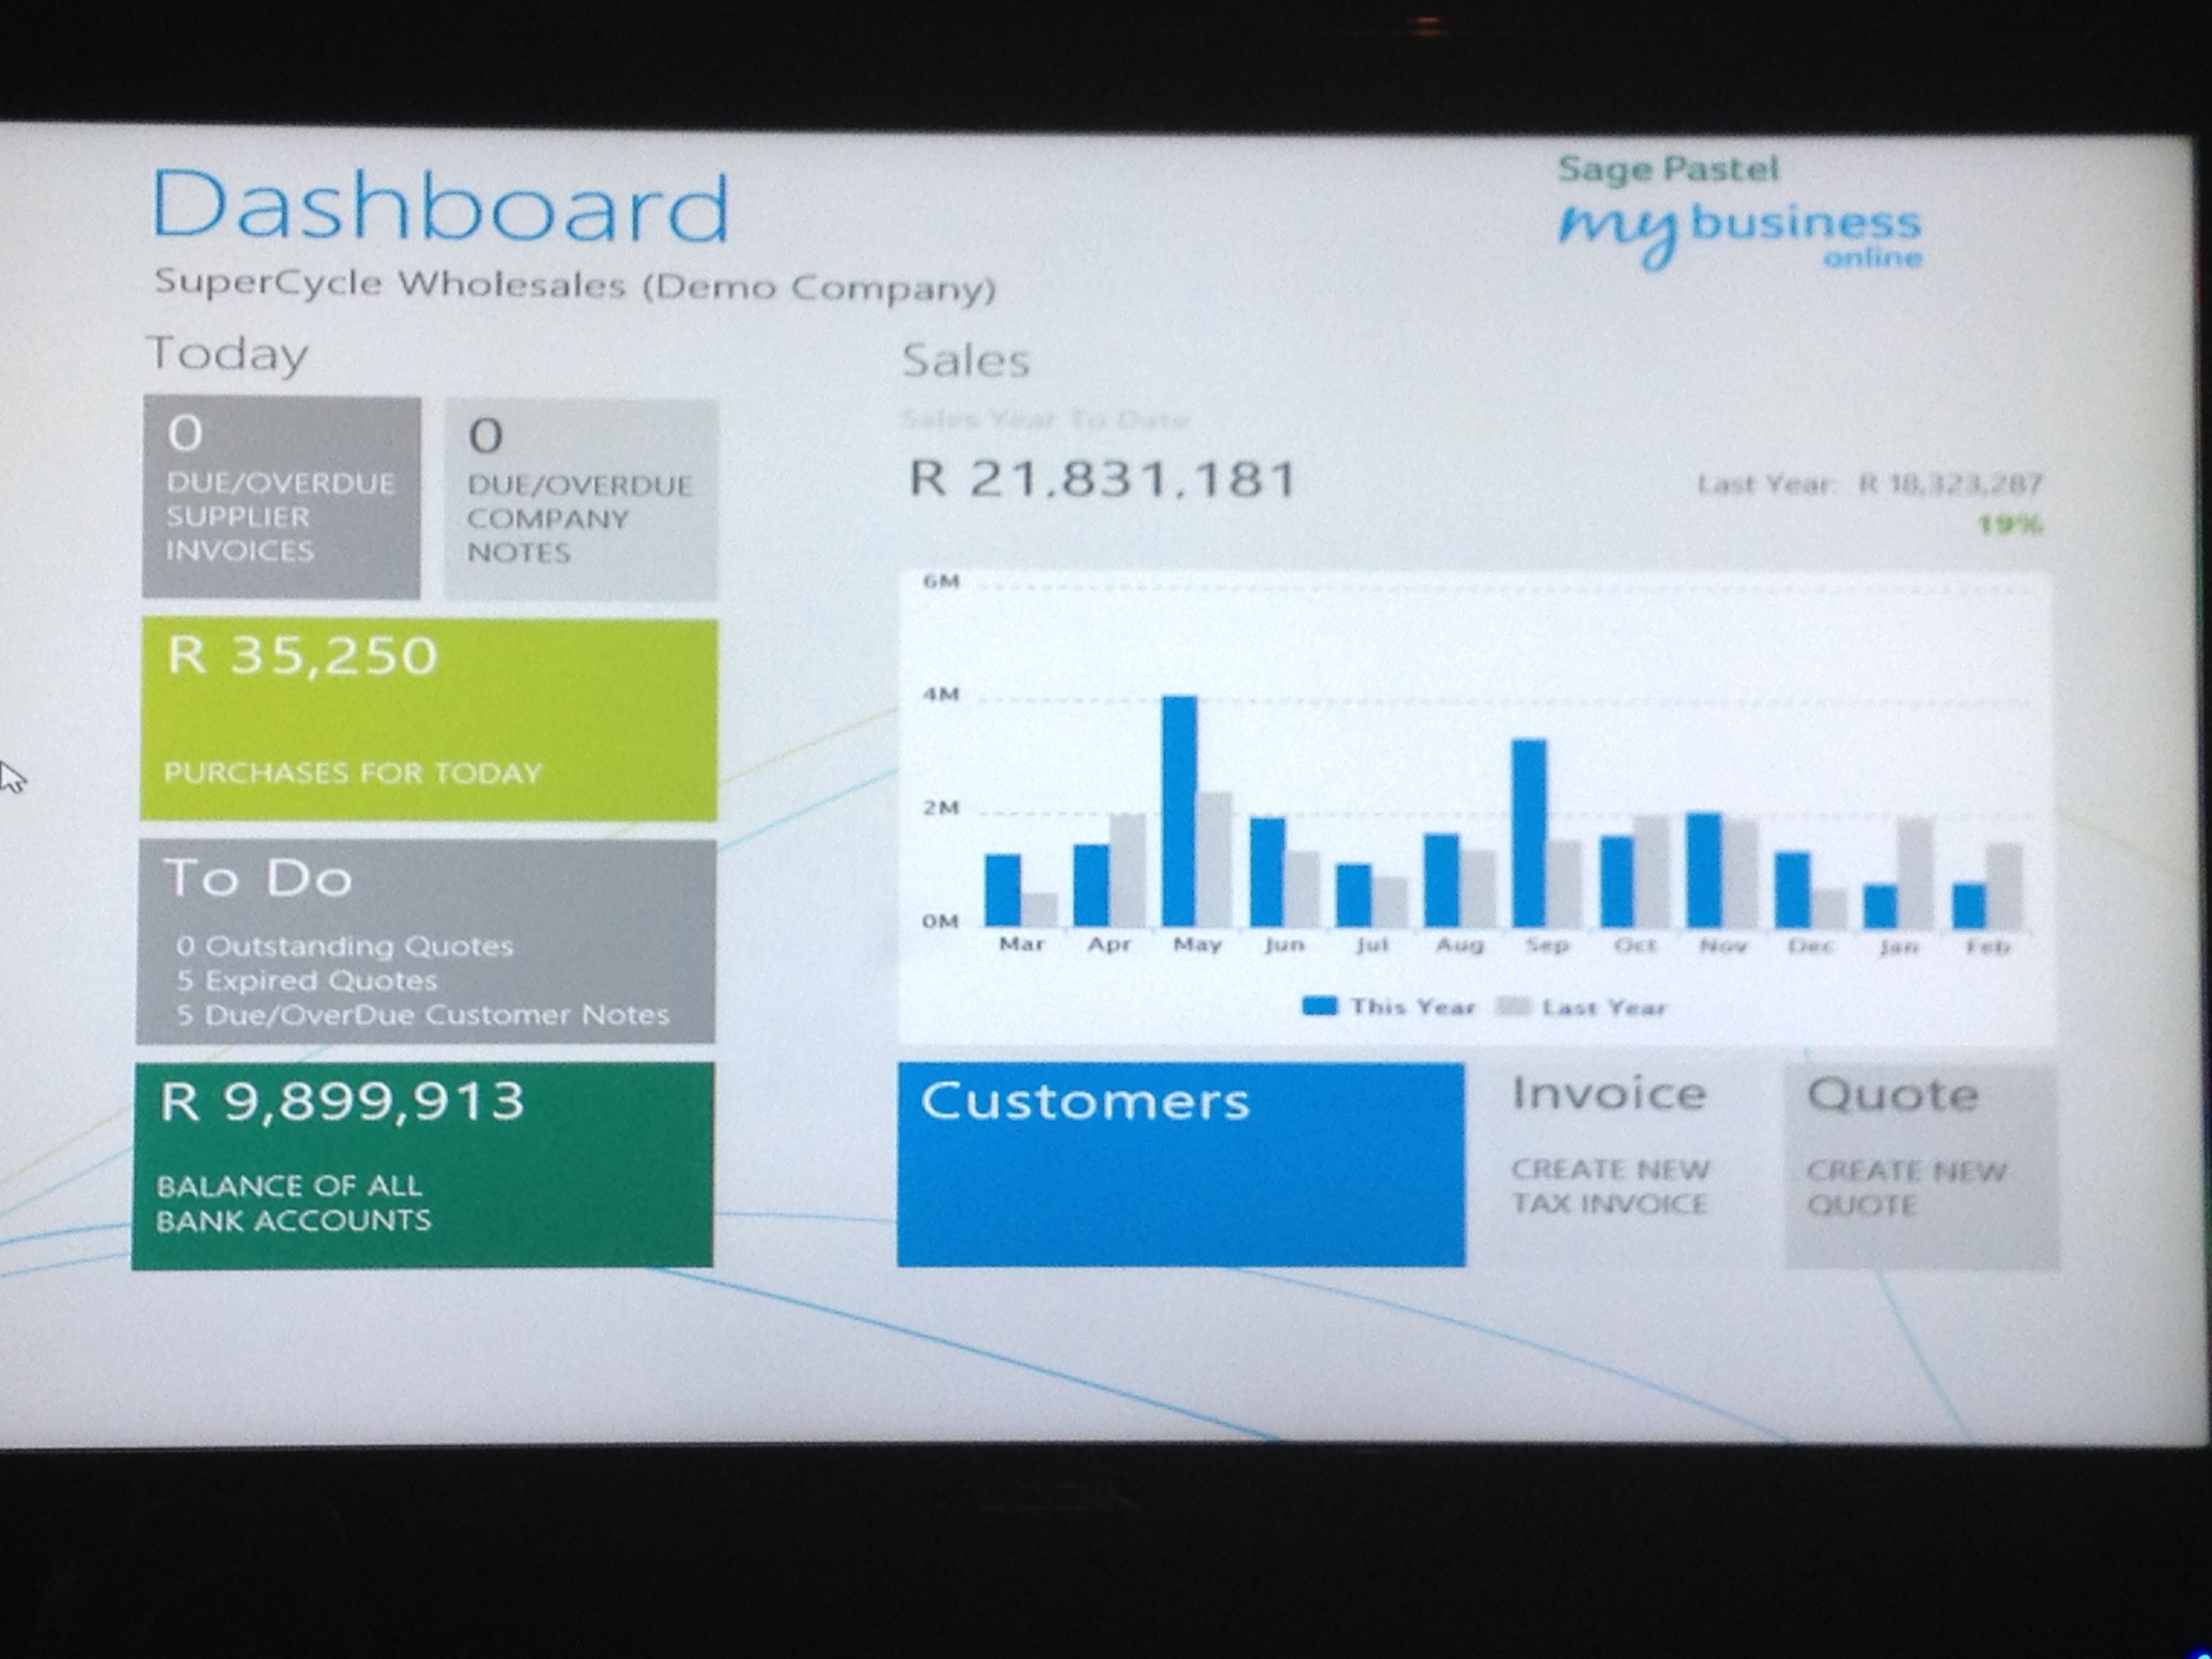 Dashboard
SuperCycle Wholesales (Demo Company)
Sage Pastel
my business
online
Today
0
DUE/OVERDUE
SUPPLIER
INVOICES
0
DUE/OVERDUE
COMPANY
NOTES
R 35,250
PURCHASES FOR TODAY
To Do
0 Outstanding Quotes
5 Expired Quotes
5 Due/OverDue Customer Notes
R 9,899,913
BALANCE OF ALL
BANK ACCOUNTS
Sales
Sales Year To Date
R 21,831,181
Last Year: R 18,323,287
19%
6M
4M
2M
0M
Mar Apr May Jun Jul Aug Sep Oct Nov Dec Jan Feb
This Year Last Year
Customers
Invoice
CREATE NEW
TAX INVOICE
Quote
CREATE NEW
QUOTE